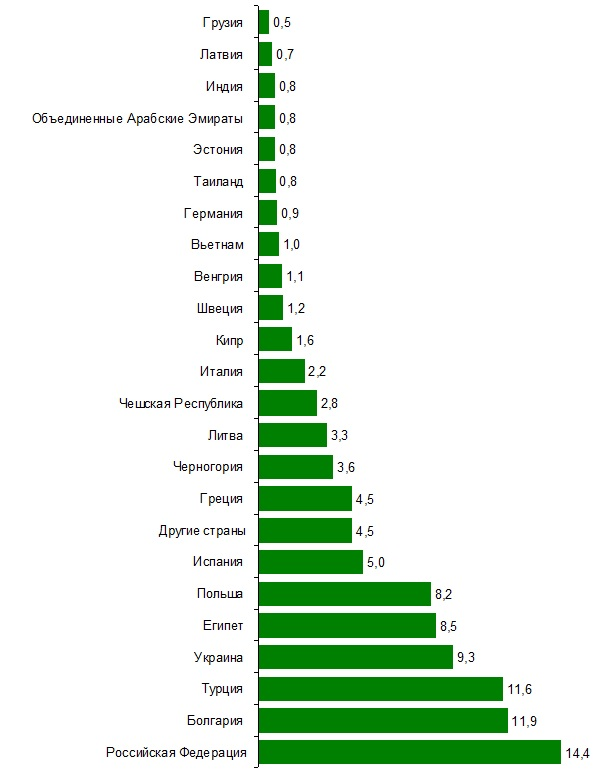 Грузия 0,5
Латвия 0,7
Индия 0,8
Объединенные Арабские Эмираты 0,8
Эстония 0,8
Таиланд 0,8
Германия 0,9
Вьетнам 1,0
Венгрия 1,1
Швеция 1,2
Кипр 1,6
Италия 2,2
Чешская Республика 2,8
Литва 3,3
Черногория 3,6
Греция 4,5
Другие страны 4,5
Испания 5,0
Польша 8,2
Египет 8,5
Украина 9,3
Турция 11,6
Болгария 11,9
Российская Федерация 14,4